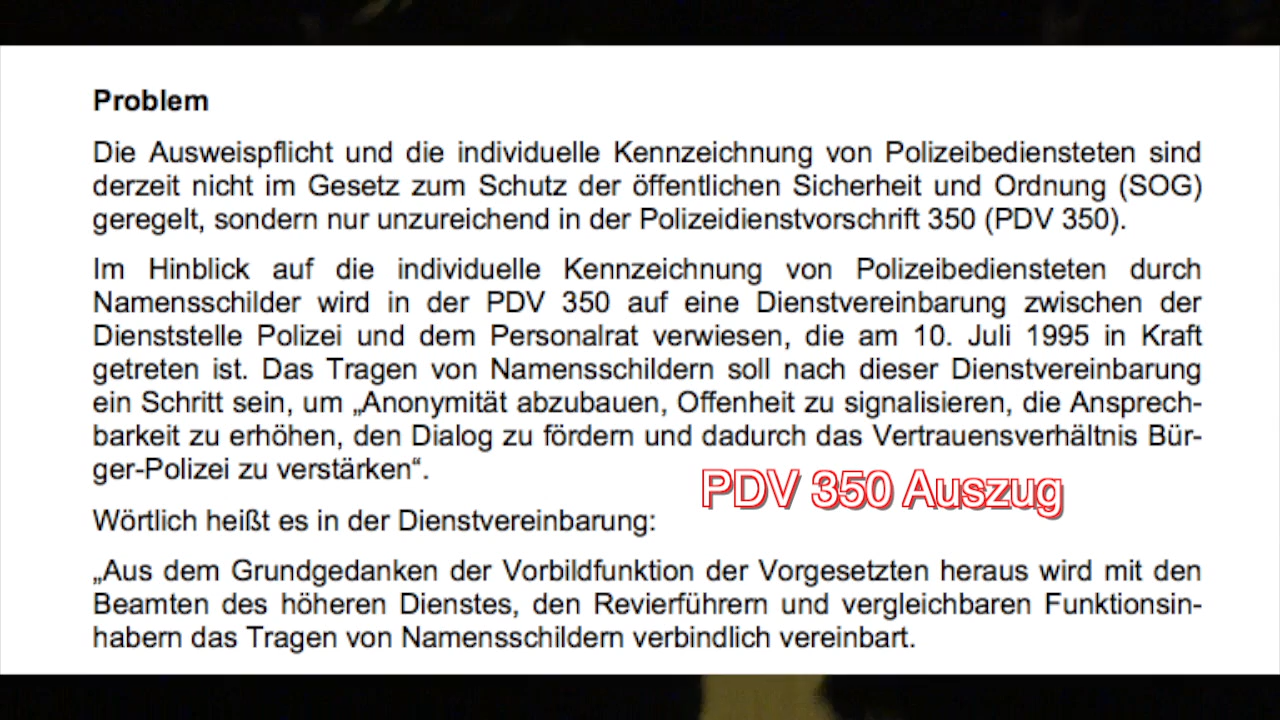 Problem
Die Ausweispflicht und die individuelle Kennzeichnung von Polizeibediensteten sind
derzeit nicht im Gesetz zum Schutz der öffentlichen Sicherheit und Ordnung (SOG)
geregelt, sondern nur unzureichend in der Polizeidienstvorschrift 350 (PDV 350).
Im Hinblick auf die individuelle Kennzeichnung von Polizeibediensteten durch
Namensschilder wird in der PDV 350 auf eine Dienstvereinbarung zwischen der
Dienststelle Polizei und dem Personalrat verwiesen, die am 10. Juli 1995 in Kraft
getreten ist. Das Tragen von Namensschildern soll nach dieser Dienstvereinbarung
ein Schritt sein, um „Anonymität abzubauen, Offenheit zu signalisieren, die Ansprech-
barkeit zu erhöhen, den Dialog zu fördern und dadurch das Vertrauensverhältnis Bür-
ger-Polizei zu verstärken“.
PDV 350 Auszug
Wörtlich heißt es in der Dienstvereinbarung:
„Aus dem Grundgedanken der Vorbildfunktion der Vorgesetzten heraus wird mit den
Beamten des höheren Dienstes, den Revierführern und vergleichbaren Funktionsin-
habern das Tragen von Namensschildern verbindlich vereinbart.